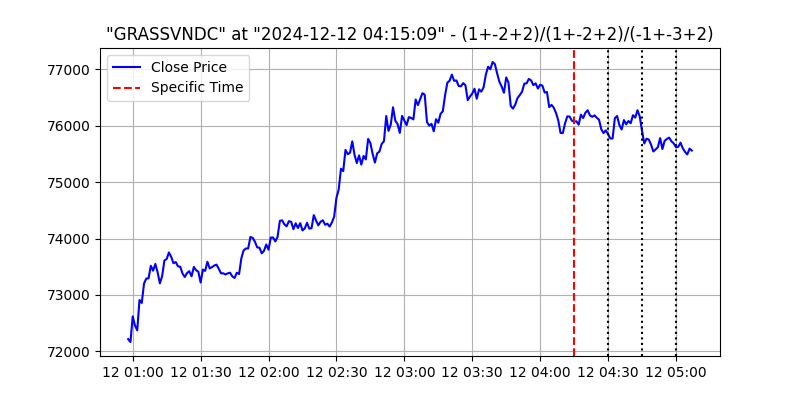 "GRASSVNDC" at "2024-12-12 04:15:09" - (1+-2+2)/(1+-2+2)/(-1+-3+2)
Close Price
Specific Time
77000
76000
75000
74000
73000
72000
12 01:00 12 01:30 12 02:00 12 02:30 12 03:00 12 03:30 12 04:00 12 04:30 12 05:00